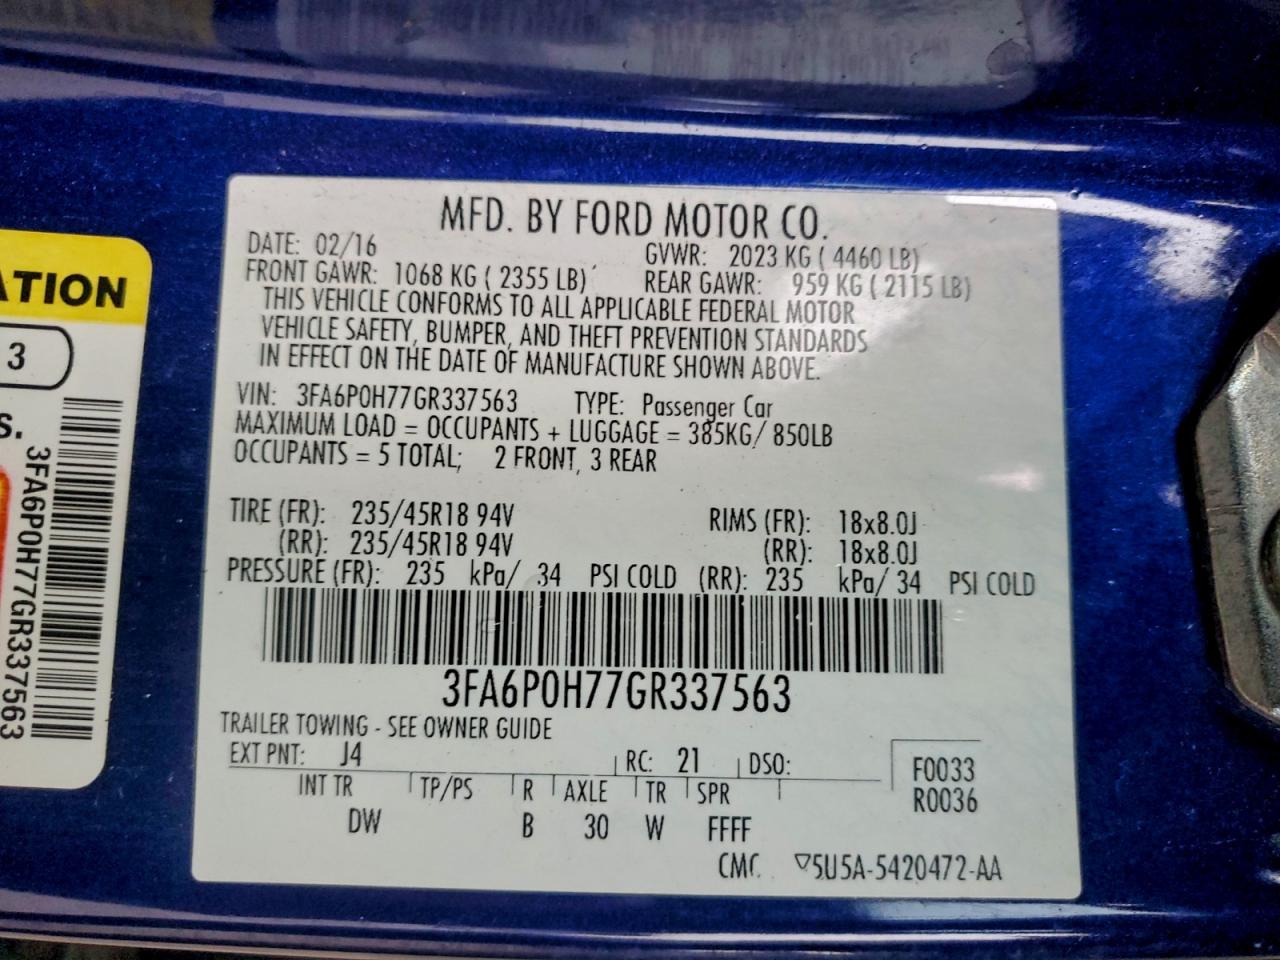 MFD. BY FORD MOTOR CO.
DATE: 02/16 GVWR: 2023 KG ( 4460 LB)
FRONT GAWR: 1068 KG ( 2355 LB) REAR GAWR: 959 KG ( 2115 LB)
THIS VEHICLE CONFORMS TO ALL APPLICABLE FEDERAL MOTOR
VEHICLE SAFETY, BUMPER, AND THEFT PREVENTION STANDARDS
IN EFFECT ON THE DATE OF MANUFACTURE SHOWN ABOVE.
VIN: 3FA6P0H77GR337563 TYPE: Passenger Car
MAXIMUM LOAD = OCCUPANTS + LUGGAGE = 385KG/ 850LB
OCCUPANTS = 5 TOTAL; 2 FRONT, 3 REAR
TIRE (FR): 235/45R18 94V RIMS (FR): 18x8.0J
(RR): 235/45R18 94V (RR): 18x8.0J
PRESSURE (FR): 235 kPa/ 34 PSI COLD (RR): 235 kPa/ 34 PSI COLD
3FA6P0H77GR337563
TRAILER TOWING - SEE OWNER GUIDE
EXT PNT: J4 RC: 21 DSO:
F0033
R0036
INT TR TP/PS R AXLE TR SPR
DW B 30 W FFFF
CMC ▽5U5A-5420472-AA
ATION
3
S.
3FA6P0H77GR337563